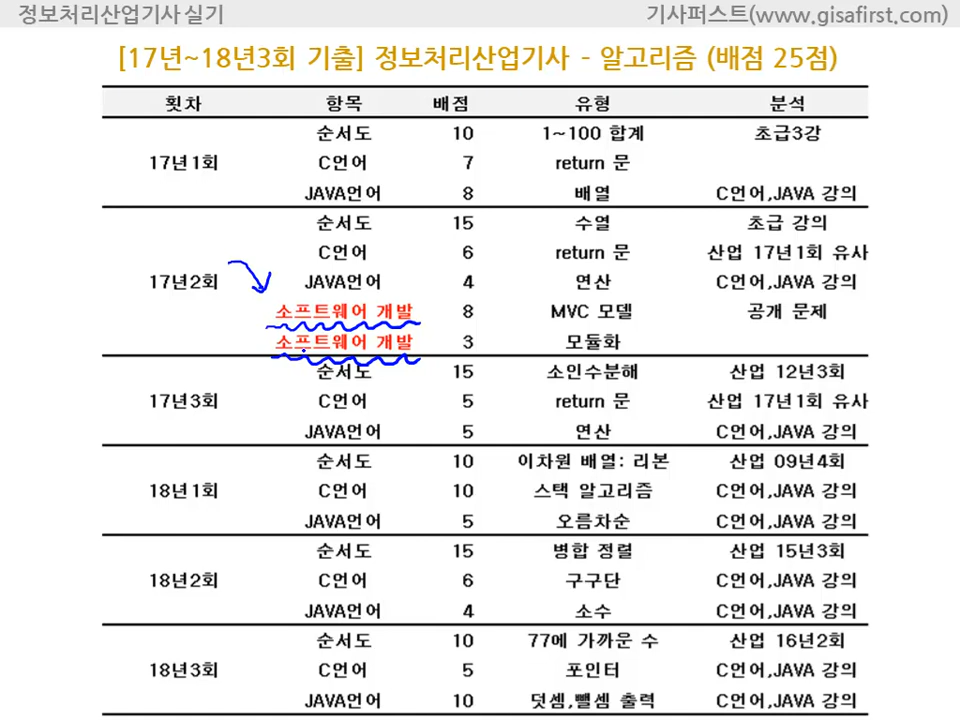 정보처리산업기사 실기 기사퍼스트(www.gisafirst.com)
[17년~18년3회 기출] 정보처리산업기사 - 알고리즘 (배점 25점)
횟차 항목 배점 유형 분석
순서도 10 1~100 합계 초급3강
17년1회 C언어 7 return 문
JAVA언어 8 배열 C언어,JAVA 강의
순서도 15 수열 초급 강의
C언어 6 return 문 산업 17년1회 유사
17년2회 JAVA언어 4 연산 C언어,JAVA 강의
소프트웨어 개발 8 MVC 모델 공개 문제
소프트웨어 개발 3 모듈화
순서도 15 소인수분해 산업 12년3회
17년3회 C언어 5 return 문 산업 17년1회 유사
JAVA언어 5 연산 C언어,JAVA 강의
순서도 10 이차원 배열: 리본 산업 09년4회
18년1회 C언어 10 스택 알고리즘 C언어,JAVA 강의
JAVA언어 5 오름차순 C언어,JAVA 강의
순서도 15 병합 정렬 산업 15년3회
18년2회 C언어 6 구구단 C언어,JAVA 강의
JAVA언어 4 소수 C언어,JAVA 강의
순서도 10 77에 가까운 수 산업 16년2회
18년3회 C언어 5 포인터 C언어,JAVA 강의
JAVA언어 10 덧셈,뺄셈 출력 C언어,JAVA 강의